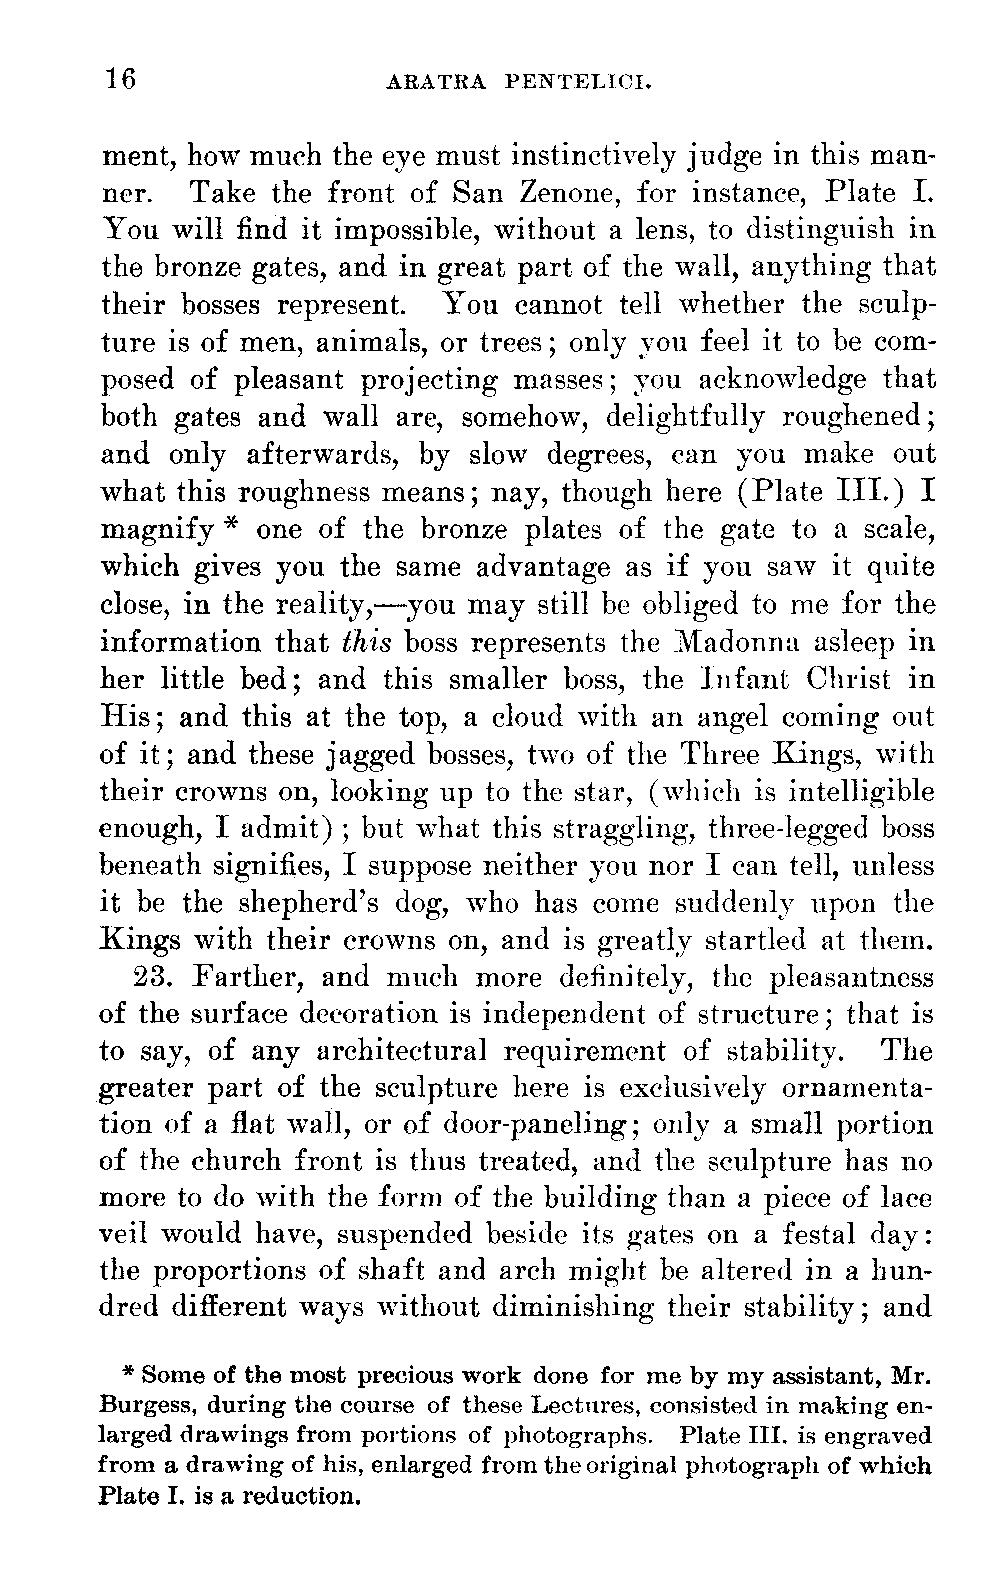 16 ARATRA PENTELICI.
ment, how much the eye must instinctively judge in this man-
ner. Take the front of San Zenone, for instance, Plate I.
You will find it impossible, without a lens, to distinguish in
the bronze gates, and in great part of the wall, anything that
their bosses represent. You cannot tell whether the sculp-
ture is of men, animals, or trees; only you feel it to be com-
posed of pleasant projecting masses; you acknowledge that
both gates and wall are, somehow, delightfully roughened;
and only afterwards, by slow degrees, can you make out
what this roughness means; nay, though here (Plate III.) I
magnify * one of the bronze plates of the gate to a scale,
which gives you the same advantage as if you saw it quite
close, in the reality,—you may still be obliged to me for the
information that this boss represents the Madonna asleep in
her little bed; and this smaller boss, the Infant Christ in
His; and this at the top, a cloud with an angel coming out
of it; and these jagged bosses, two of the Three Kings, with
their crowns on, looking up to the star, (which is intelligible
enough, I admit); but what this straggling, three-legged boss
beneath signifies, I suppose neither you nor I can tell, unless
it be the shepherd's dog, who has come suddenly upon the
Kings with their crowns on, and is greatly startled at them.
23. Farther, and much more definitely, the pleasantness
of the surface decoration is independent of structure; that is
to say, of any architectural requirement of stability. The
greater part of the sculpture here is exclusively ornamenta-
tion of a flat wall, or of door-paneling; only a small portion
of the church front is thus treated, and the sculpture has no
more to do with the form of the building than a piece of lace
veil would have, suspended beside its gates on a festal day:
the proportions of shaft and arch might be altered in a hun-
dred different ways without diminishing their stability; and
* Some of the most precious work done for me by my assistant, Mr.
Burgess, during the course of these Lectures, consisted in making en-
larged drawings from portions of photographs. Plate III. is engraved
from a drawing of his, enlarged from the original photograph of which
Plate I. is a reduction.